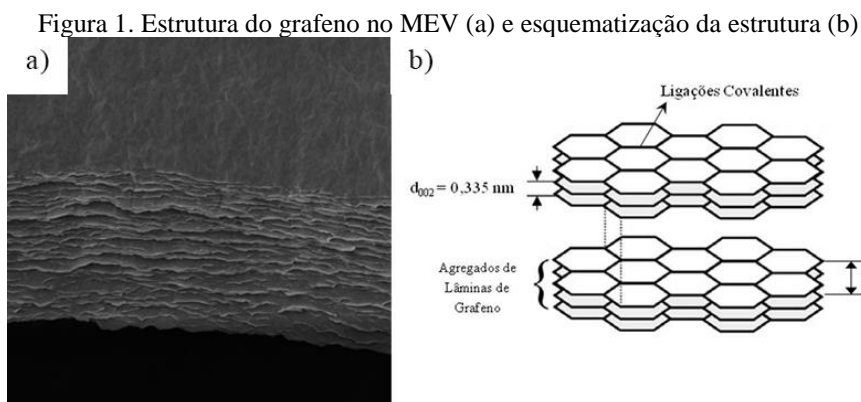 Figura 1. Estrutura do grafeno no MEV (a) e esquematização da estrutura (b)
a)
b)
Ligações Covalentes
d002 = 0,335 nm
Agregados de
Lâminas de
Grafeno